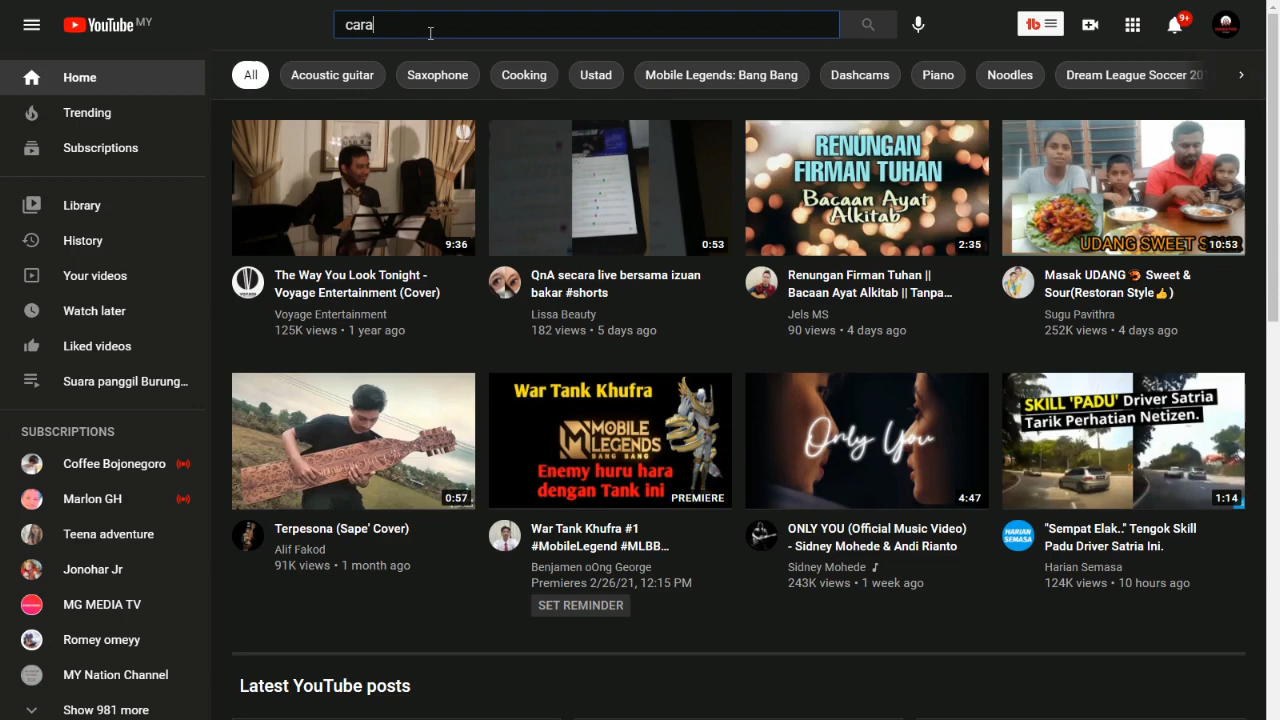 YouTube MY
cara
9+
Home
Trending
Subscriptions
Library
History
Your videos
Watch later
Liked videos
Suara panggil Burung...
SUBSCRIPTIONS
Coffee Bojonegoro
Marlon GH
Teena adventure
Jonohar Jr
MG MEDIA TV
Romey omeyy
MY Nation Channel
Show 981 more
All
Acoustic guitar
Saxophone
Cooking
Ustad
Mobile Legends: Bang Bang
Dashcams
Piano
Noodles
Dream League Soccer
9:36
The Way You Look Tonight -
Voyage Entertainment (Cover)
Voyage Entertainment
125K views • 1 year ago
0:53
QnA secara live bersama izuan
bakar #shorts
Lissa Beauty
182 views • 5 days ago
RENUNGAN
FIRMAN TUHAN
Bacaan Ayat
Alkitab
2:35
Renungan Firman Tuhan ||
Bacaan Ayat Alkitab || Tanpa...
Jels MS
90 views • 4 days ago
UDANG SWEET
10:53
Masak UDANG🦐 Sweet &
Sour(Restoran Style👍)
Sugu Pavithra
252K views • 4 days ago
0:57
Terpesona (Sape' Cover)
Alif Fakod
91K views • 1 month ago
War Tank Khufra
MOBILE
LEGENDS
BANG BANG
Enemy huru hara
dengan Tank ini
PREMIERE
War Tank Khufra #1
#MobileLegend #MLBB...
Benjamen oOng George
Premieres 2/26/21, 12:15 PM
SET REMINDER
Only You
4:47
ONLY YOU (Official Music Video)
- Sidney Mohede & Andi Rianto
Sidney Mohede
243K views • 1 week ago
SKILL 'PADU' Driver Satria
Tarik Perhatian Netizen.
1:14
HARIAN
SEMASA
"Sempat Elak.." Tengok Skill
Padu Driver Satria Ini.
Harian Semasa
124K views • 10 hours ago
Latest YouTube posts